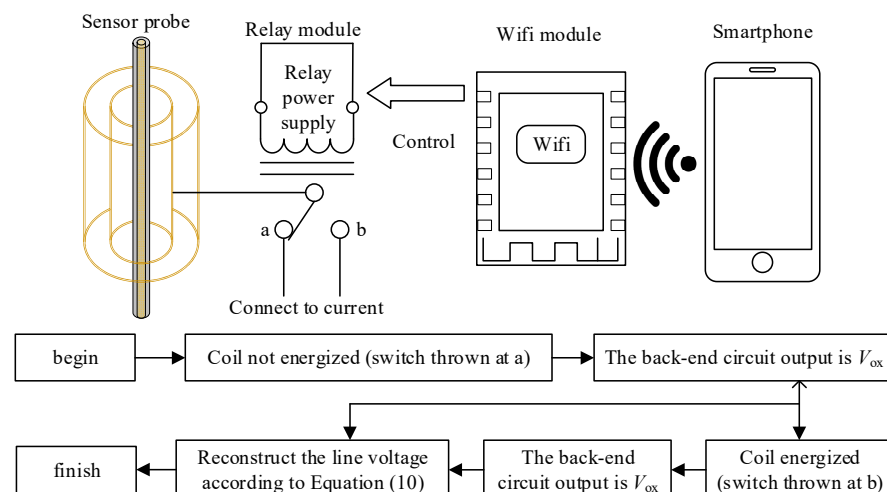 Sensor probe
Relay module
Wifi module
Smartphone
Relay
power
supply
Control
Wifi
a
b
Connect to current
begin
Coil not energized (switch thrown at a)
The back-end circuit output is Vox
finish
Reconstruct the line voltage
according to Equation (10)
The back-end
circuit output is Vox
Coil energized
(switch thrown at b)